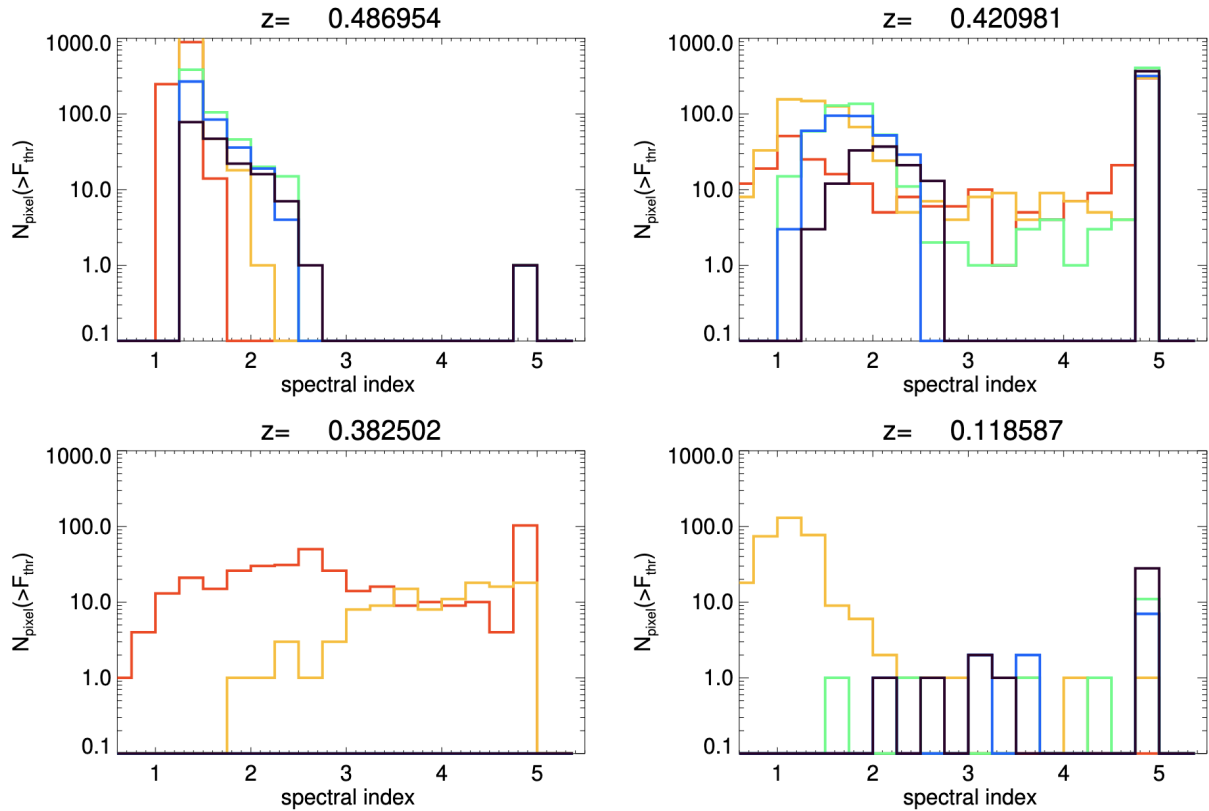 z= 0.486954
1000.0
100.0
10.0
1.0
0.1
N_pixel(>F_thr)
1 2 3 4 5
spectral index
z= 0.420981
1000.0
100.0
10.0
1.0
0.1
N_pixel(>F_thr)
1 2 3 4 5
spectral index
z= 0.382502
1000.0
100.0
10.0
1.0
0.1
N_pixel(>F_thr)
1 2 3 4 5
spectral index
z= 0.118587
1000.0
100.0
10.0
1.0
0.1
N_pixel(>F_thr)
1 2 3 4 5
spectral index